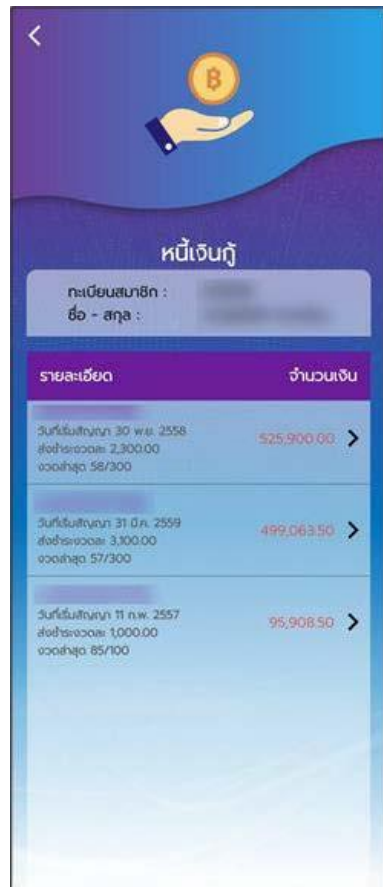 หนี้เงินกู้
ทะเบียนสมาชิก :
ชื่อ - สกุล :
รายละเอียด จำนวนเงิน
วันที่เริ่มสัญญา 30 พ.ย. 2558
ส่งชำระงวดละ 2,300.00
งวดล่าสุด 58/300
525,900.00
วันที่เริ่มสัญญา 31 มี.ค. 2559
ส่งชำระงวดละ 3,100.00
งวดล่าสุด 57/300
499,063.50
วันที่เริ่มสัญญา 11 ก.พ. 2557
ส่งชำระงวดละ 1,000.00
งวดล่าสุด 85/100
95,908.50